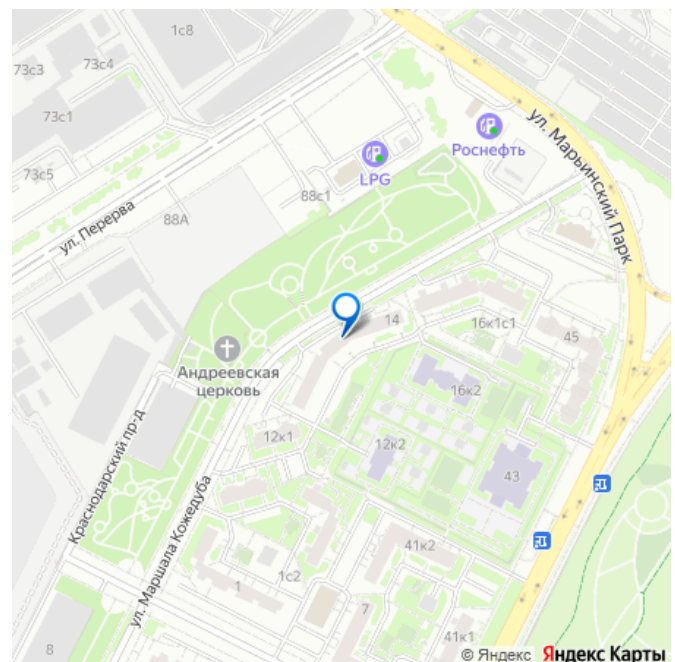 1с8
73с3
73с4
73с1
73с5
ул. Перерва
88А
88с1
LPG
Роснефть
ул. Марьинский Парк
14
16к1с1
45
Андреевская
церковь
16к2
12к1
12к2
43
Краснодарский пр-д
ул. Маршала Кожедуба
41к2
1
1с2
7
41к1
8
© Яндекс Яндекс Карты